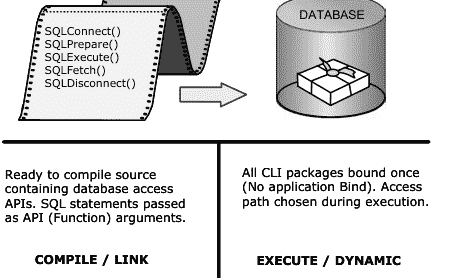 SQLConnect()
SQLPrepare()
SQLExecute()
SQLFetch()
SQLDisconnect()
DATABASE
Ready to compile source
containing database access
APIs. SQL statements passed
as API (Function) arguments.
COMPILE / LINK
All CLI packages bound once
(No application Bind). Access
path chosen during execution.
EXECUTE / DYNAMIC